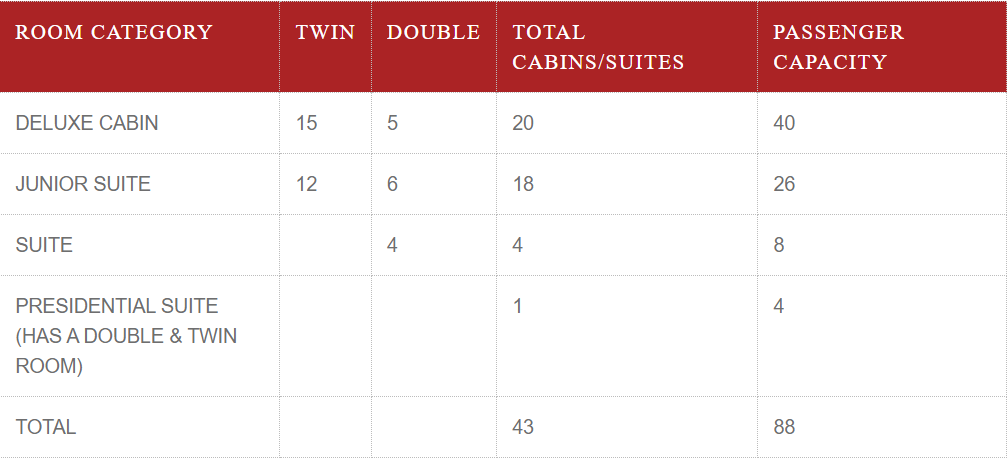 ROOM CATEGORY TWIN DOUBLE TOTAL CABINS/SUITES PASSENGER CAPACITY
DELUXE CABIN 15 5 20 40
JUNIOR SUITE 12 6 18 26
SUITE 4 4 8
PRESIDENTIAL SUITE 1 4
(HAS A DOUBLE & TWIN
ROOM)
TOTAL 43 88